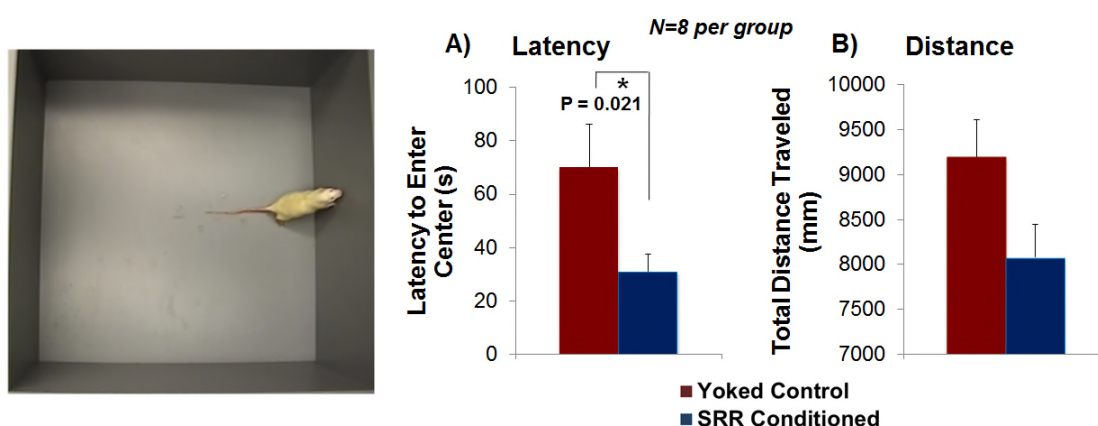 N=8 per group
A) Latency
Latency to Enter
Center (s)
100
80
60
40
20
0
*
P = 0.021
B) Distance
Total Distance Traveled
(mm)
10000
9500
9000
8500
8000
7500
7000
Yoked Control
SRR Conditioned